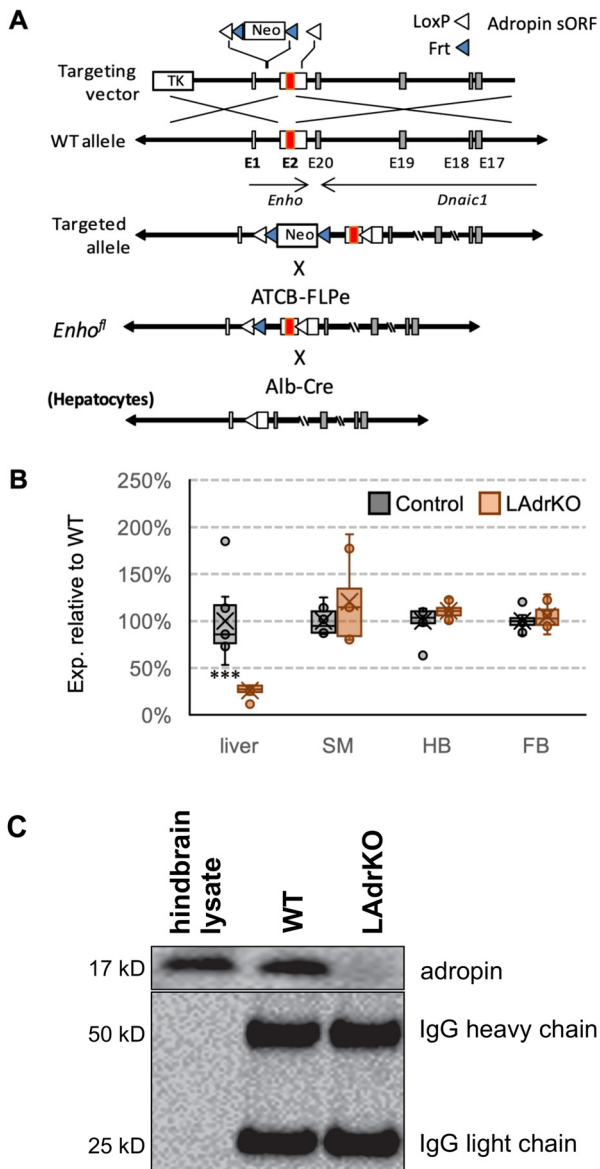 A
LoxP
Adropin sORF
Frt
Neo
Targeting vector
TK
WT allele
E1 E2 E20 E19 E18 E17
Enho Dnaic1
Targeted allele
Neo
X
ATCB-FLPe
Enho^fl
X
Alb-Cre
(Hepatocytes)
B
Exp. relative to WT
250%
200%
150%
100%
50%
0%
Control LAdrKO
***
liver SM HB FB
C
hindbrain lysate
WT
LAdrKO
17 kD adropin
50 kD IgG heavy chain
25 kD IgG light chain